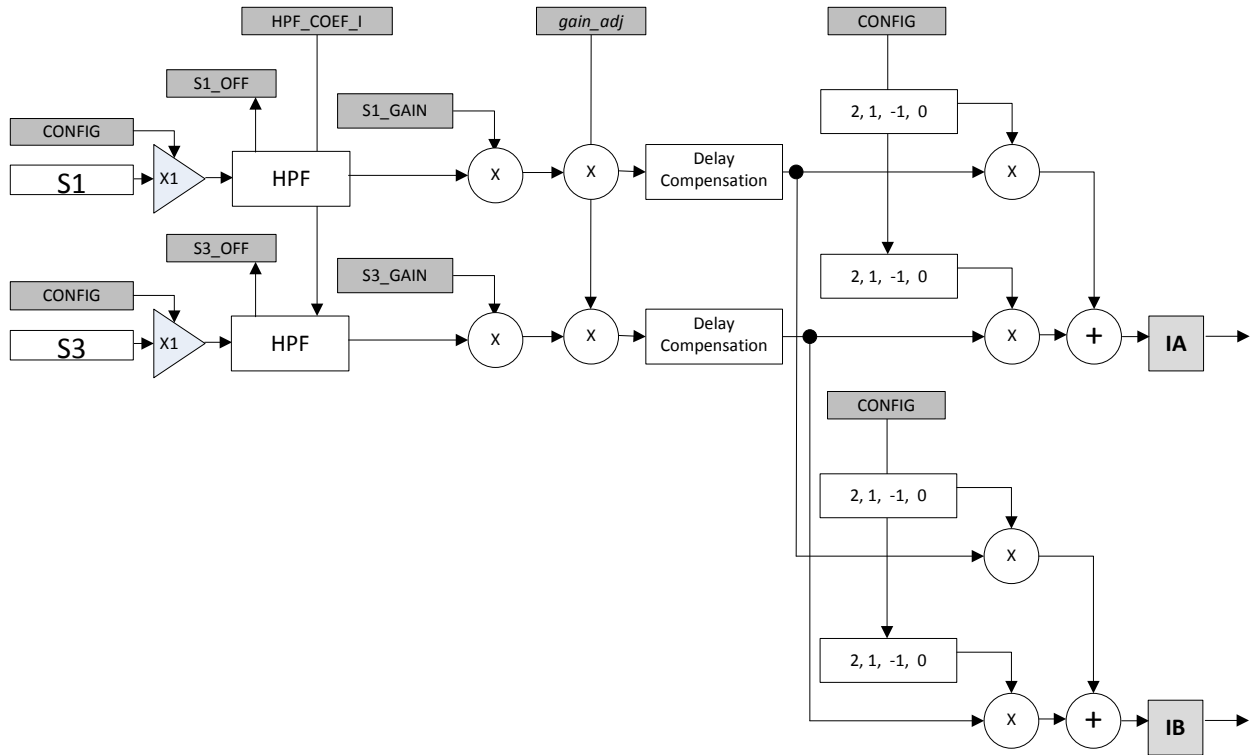 HPF_COEF_I
gain_adj
CONFIG
S1_OFF
S1_GAIN
2, 1, -1, 0
CONFIG
S1
X1
HPF
X
X
Delay
Compensation
X
S3_OFF
S3_GAIN
2, 1, -1, 0
CONFIG
S3
X1
HPF
X
X
Delay
Compensation
X
+
IA
CONFIG
2, 1, -1, 0
X
2, 1, -1, 0
X
+
IB